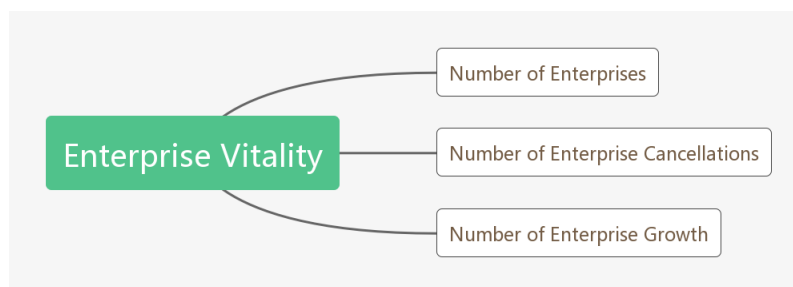 Enterprise Vitality
Number of Enterprises
Number of Enterprise Cancellations
Number of Enterprise Growth